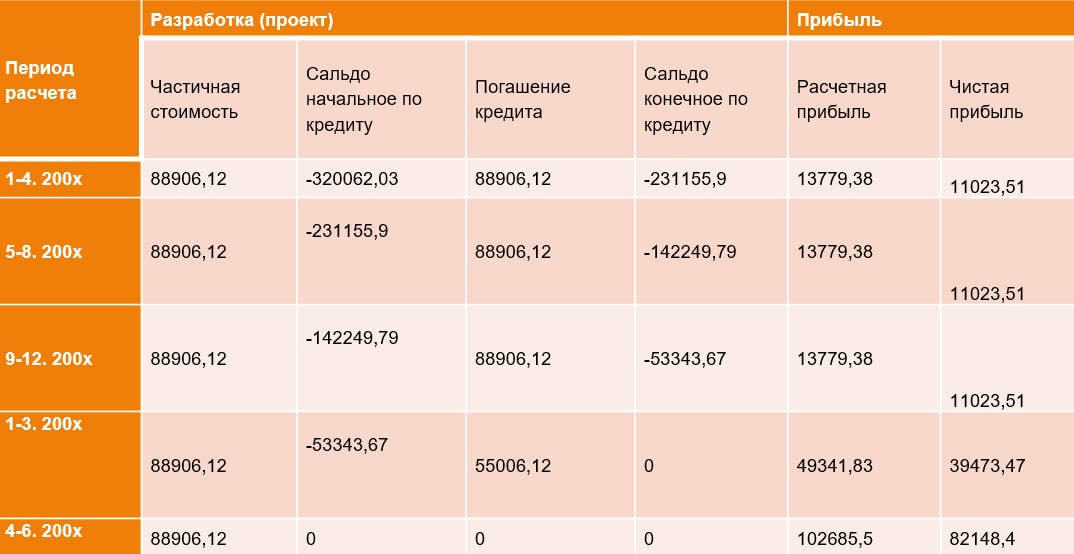 Разработка (проект) Прибыль
Период расчета
Частичная стоимость
Сальдо начальное по кредиту
Погашение кредита
Сальдо конечное по кредиту
Расчетная прибыль
Чистая прибыль
1-4. 200х 88906,12 -320062,03 88906,12 -231155,9 13779,38 11023,51
5-8. 200х 88906,12 -231155,9 88906,12 -142249,79 13779,38 11023,51
9-12. 200х 88906,12 -142249,79 88906,12 -53343,67 13779,38 11023,51
1-3. 200х 88906,12 -53343,67 55006,12 0 49341,83 39473,47
4-6. 200х 88906,12 0 0 0 102685,5 82148,4